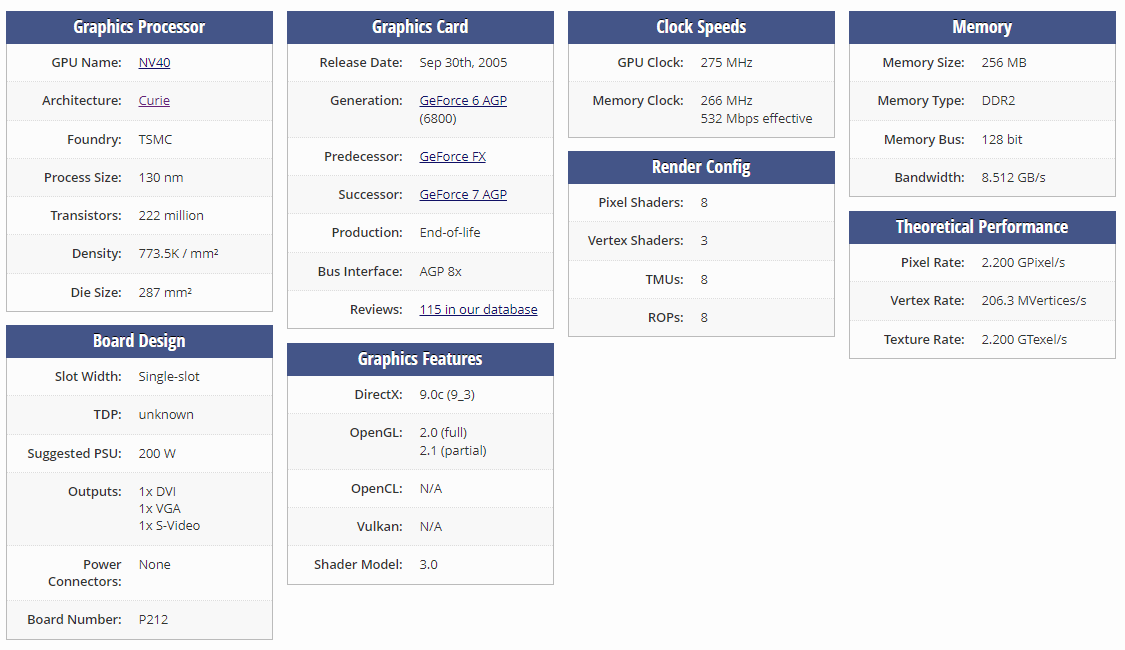 Graphics Processor
GPU Name: NV40
Architecture: Curie
Foundry: TSMC
Process Size: 130 nm
Transistors: 222 million
Density: 773.5K / mm²
Die Size: 287 mm²
Board Design
Slot Width: Single-slot
TDP: unknown
Suggested PSU: 200 W
Outputs: 1x DVI
1x VGA
1x S-Video
Power None
Connectors:
Board Number: P212
Graphics Card
Release Date: Sep 30th, 2005
Generation: GeForce 6 AGP
(6800)
Predecessor: GeForce FX
Successor: GeForce 7 AGP
Production: End-of-life
Bus Interface: AGP 8x
Reviews: 115 in our database
Graphics Features
DirectX: 9.0c (9_3)
OpenGL: 2.0 (full)
2.1 (partial)
OpenCL: N/A
Vulkan: N/A
Shader Model: 3.0
Clock Speeds
GPU Clock: 275 MHz
Memory Clock: 266 MHz
532 Mbps effective
Render Config
Pixel Shaders: 8
Vertex Shaders: 3
TMUs: 8
ROPs: 8
Memory
Memory Size: 256 MB
Memory Type: DDR2
Memory Bus: 128 bit
Bandwidth: 8.512 GB/s
Theoretical Performance
Pixel Rate: 2.200 GPixel/s
Vertex Rate: 206.3 MVertices/s
Texture Rate: 2.200 GTexel/s